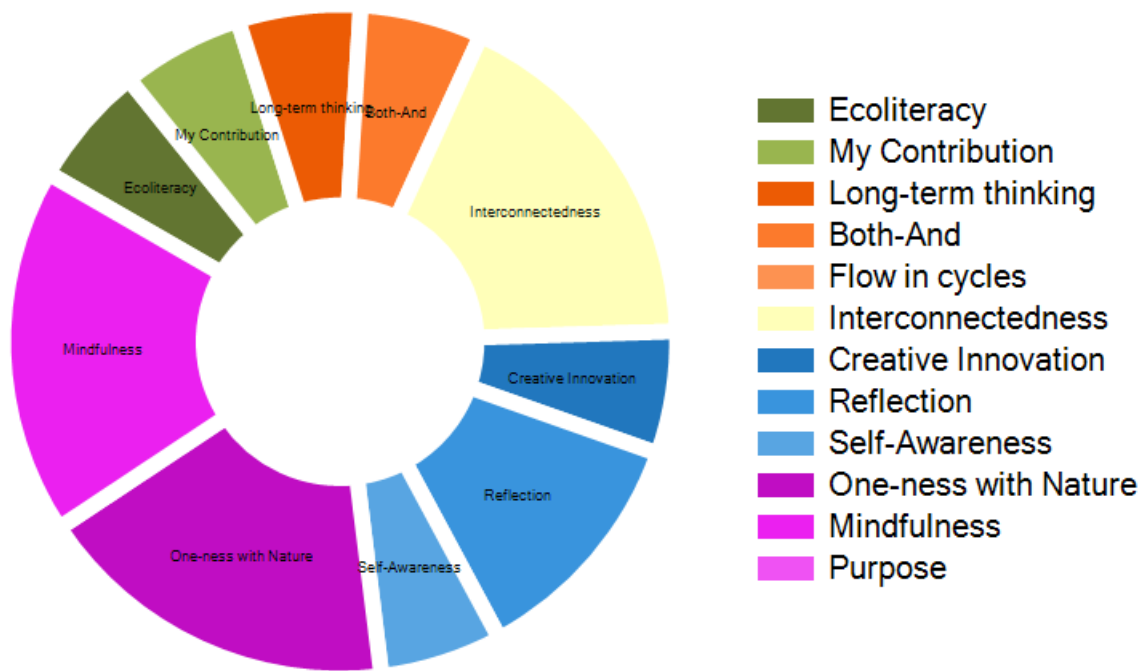 Long-term thinking
Both-And
My Contribution
Ecoliteracy
Interconnectedness
Mindfulness
Creative Innovation
Reflection
One-ness with Nature
Self-Awareness
Ecoliteracy
My Contribution
Long-term thinking
Both-And
Flow in cycles
Interconnectedness
Creative Innovation
Reflection
Self-Awareness
One-ness with Nature
Mindfulness
Purpose